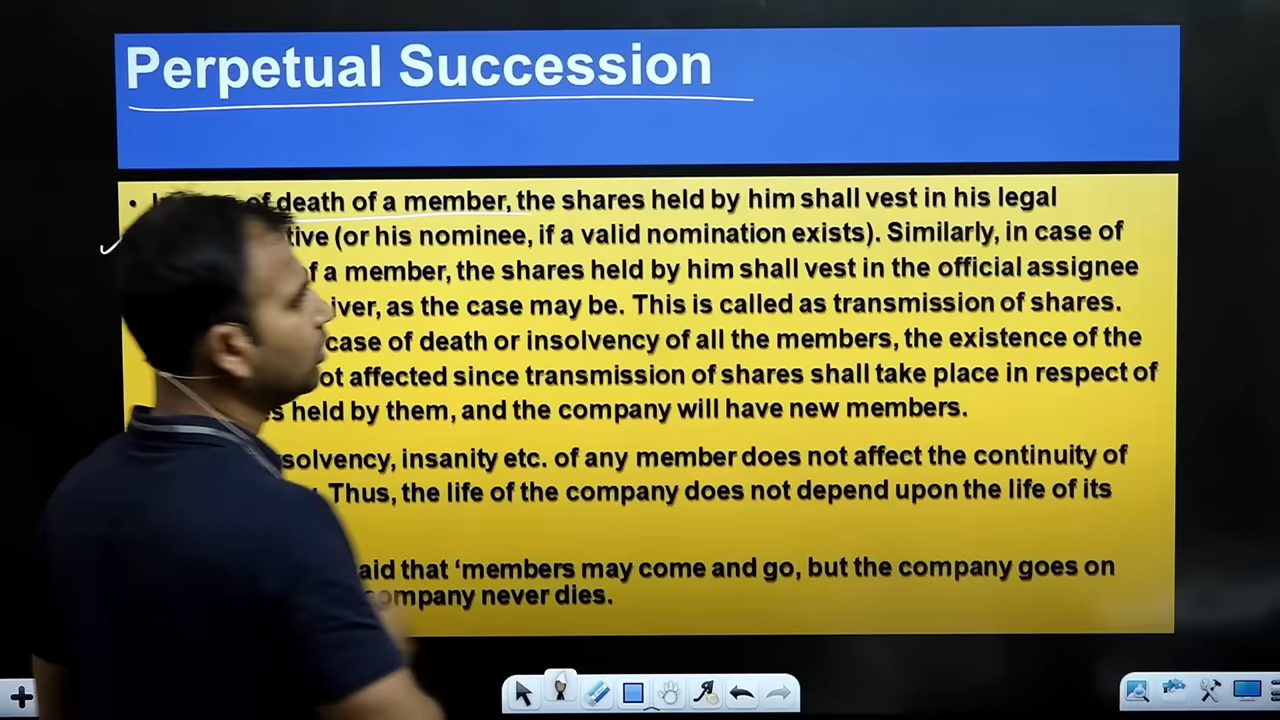 Perpetual Succession
• of death of a member, the shares held by him shall vest in his legal
tive (or his nominee, if a valid nomination exists). Similarly, in case of
of a member, the shares held by him shall vest in the official assignee
iver, as the case may be. This is called as transmission of shares.
case of death or insolvency of all the members, the existence of the
ot affected since transmission of shares shall take place in respect of
s held by them, and the company will have new members.
solvency, insanity etc. of any member does not affect the continuity of
Thus, the life of the company does not depend upon the life of its
aid that ‘members may come and go, but the company goes on
company never dies.